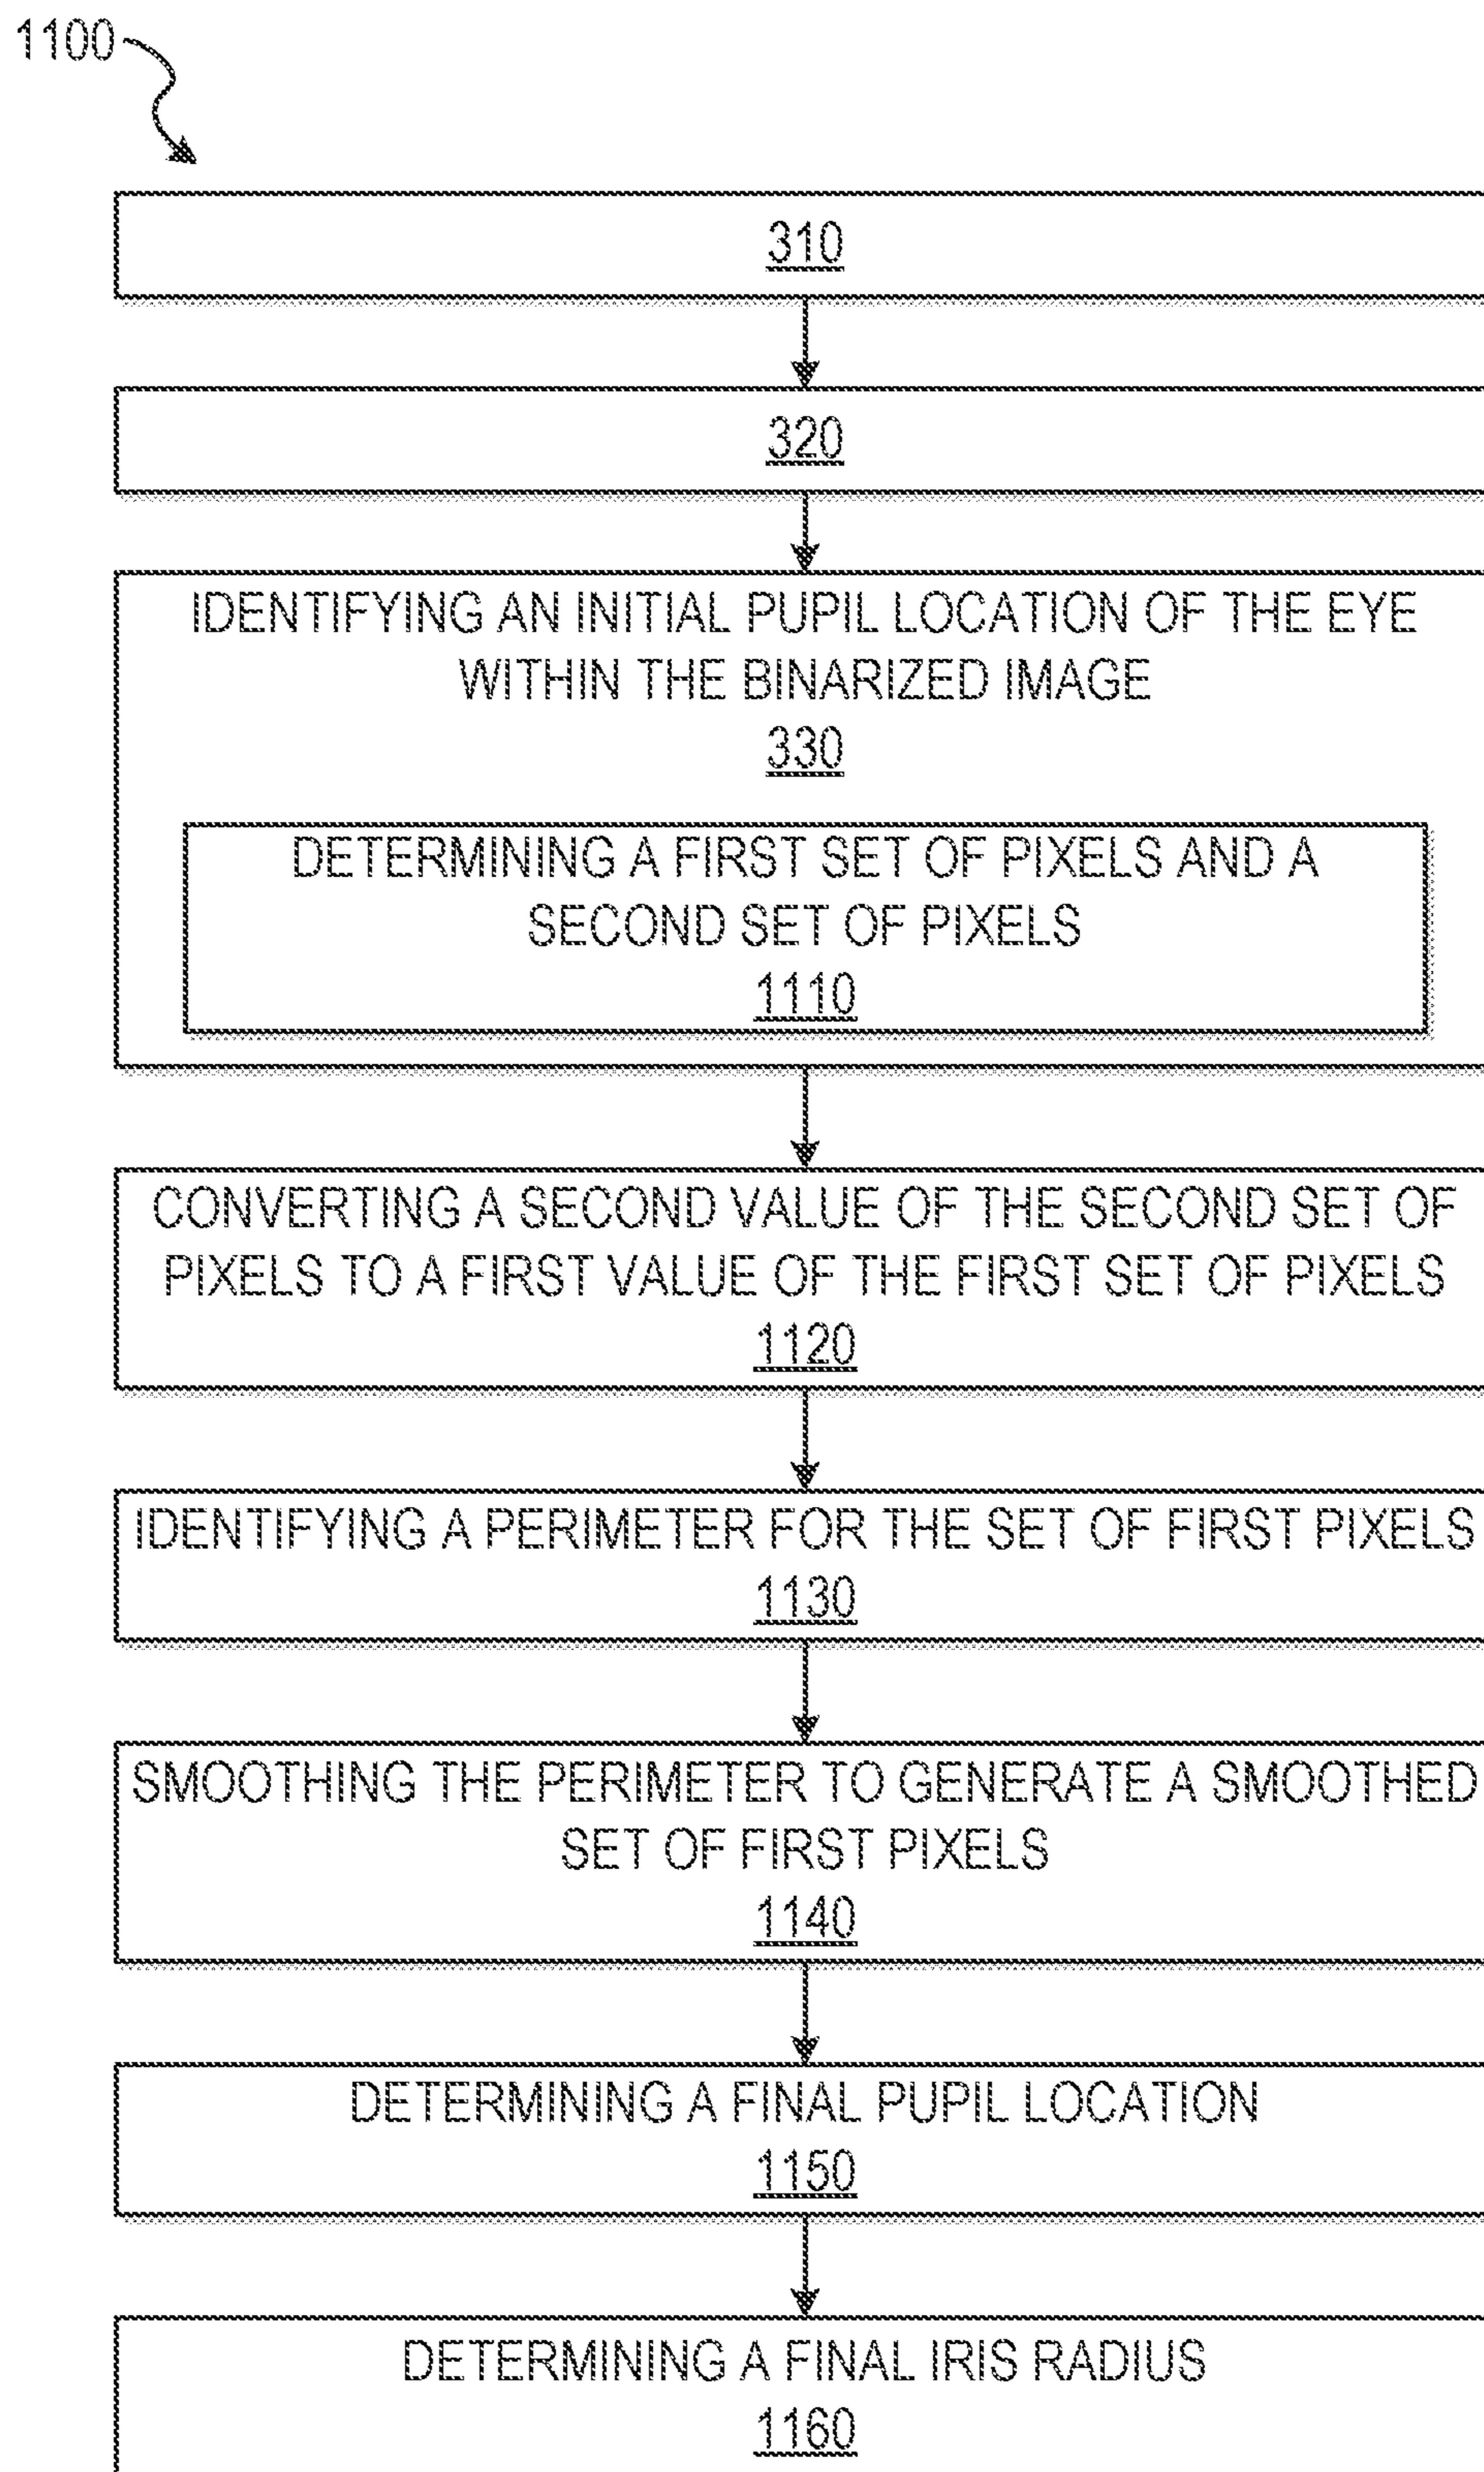 1100
310
320
IDENTIFYING AN INITIAL PUPIL LOCATION OF THE EYE
WITHIN THE BINARIZED IMAGE
330
DETERMINING A FIRST SET OF PIXELS AND A
SECOND SET OF PIXELS
1110
CONVERTING A SECOND VALUE OF THE SECOND SET OF
PIXELS TO A FIRST VALUE OF THE FIRST SET OF PIXELS
1120
IDENTIFYING A PERIMETER FOR THE SET OF FIRST PIXELS
1130
SMOOTHING THE PERIMETER TO GENERATE A SMOOTHED
SET OF FIRST PIXELS
1140
DETERMINING A FINAL PUPIL LOCATION
1150
DETERMINING A FINAL IRIS RADIUS
1160